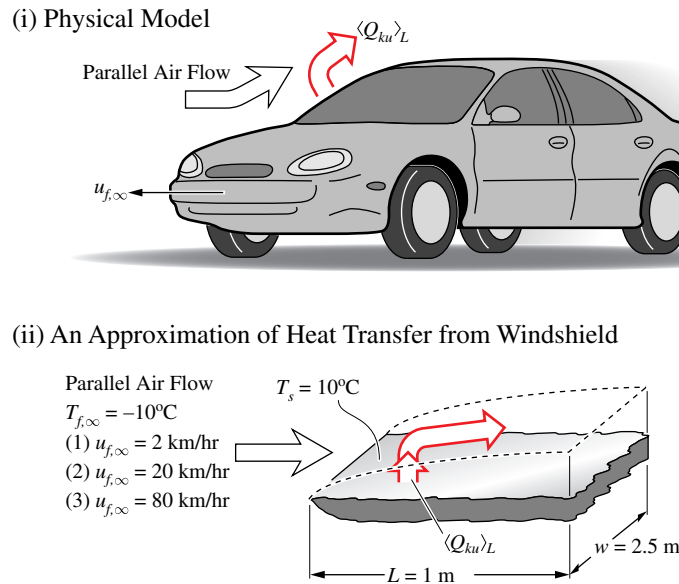 (i) Physical Model
⟨Q_ku⟩_L
Parallel Air Flow
u_f,∞
(ii) An Approximation of Heat Transfer from Windshield
Parallel Air Flow
T_f,∞ = –10°C
(1) u_f,∞ = 2 km/hr
(2) u_f,∞ = 20 km/hr
(3) u_f,∞ = 80 km/hr
T_s = 10°C
⟨Q_ku⟩_L
w = 2.5 m
L = 1 m